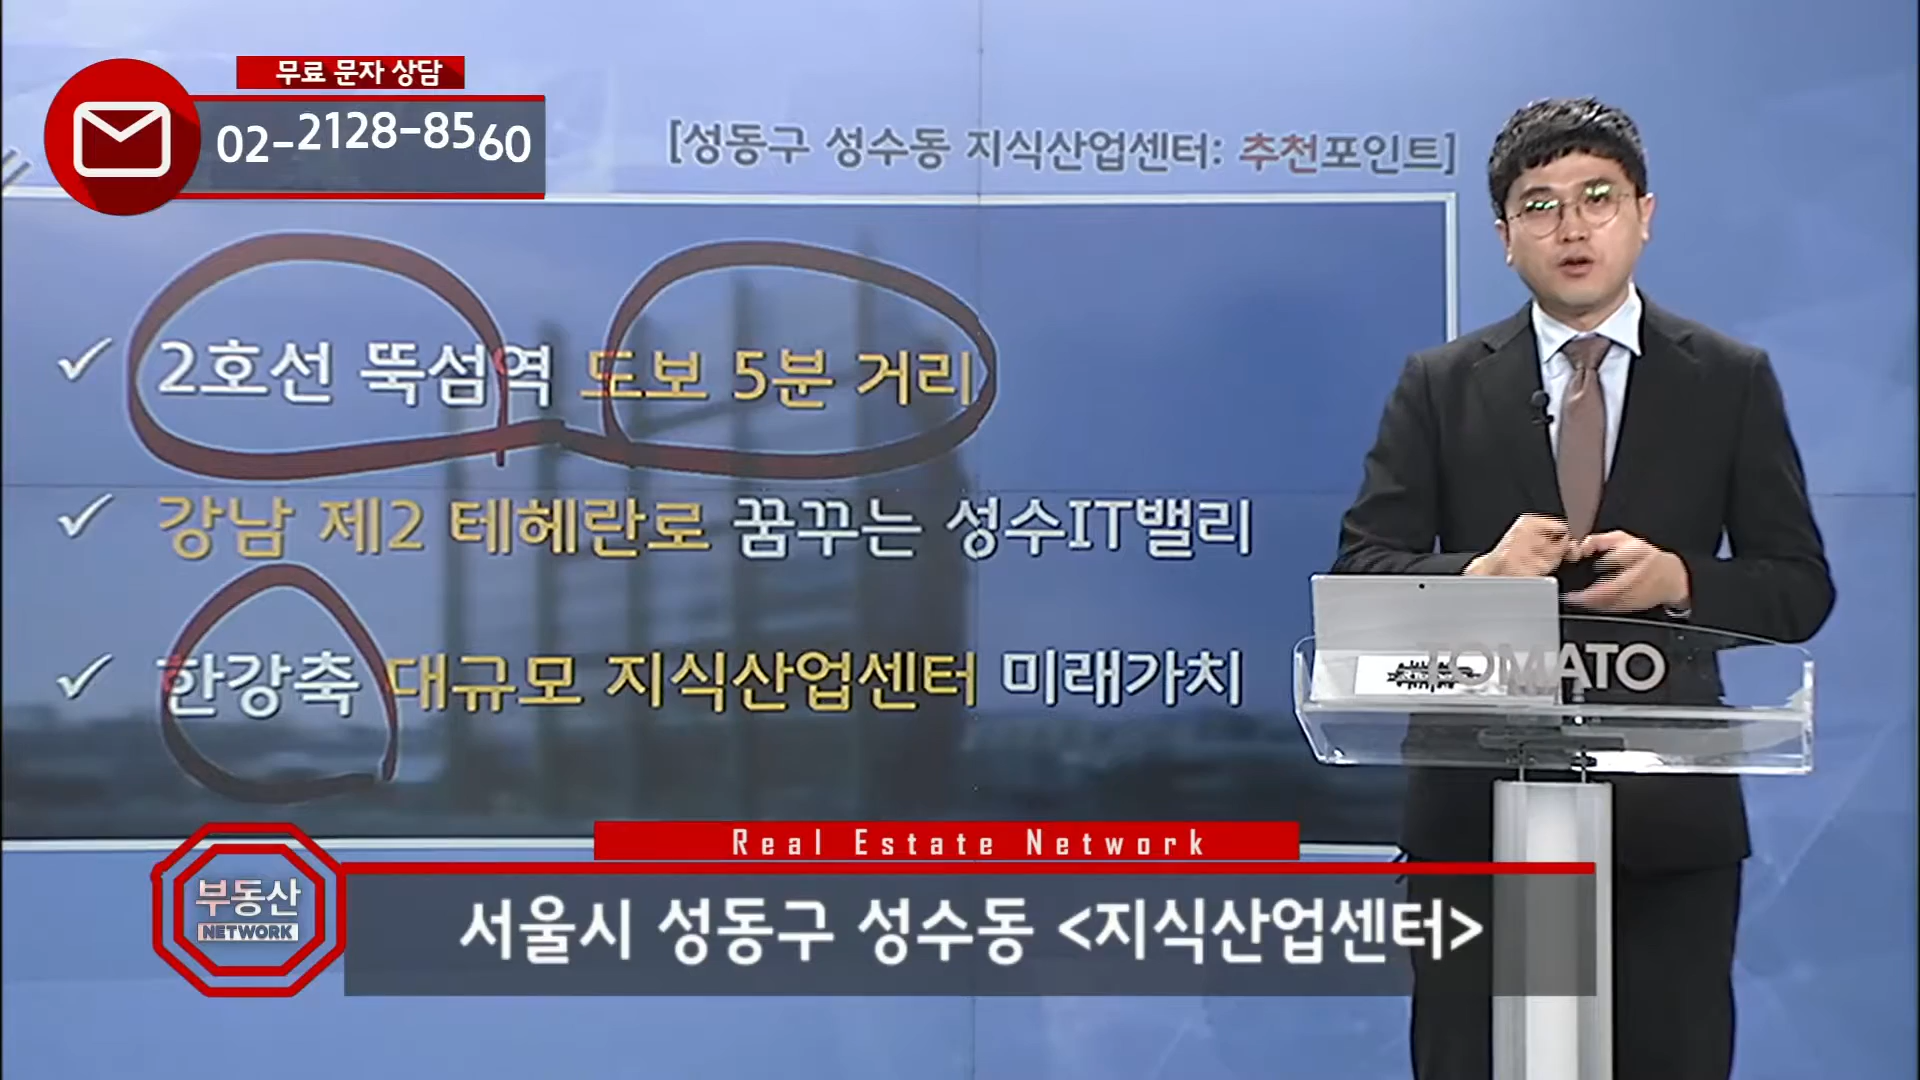 무료 문자 상담
02-2128-8560
[성동구 성수동 지식산업센터: 추천포인트]
2호선 뚝섬역 도보 5분 거리
강남 제2 테헤란로 꿈꾸는 성수IT밸리
한강축 대규모 지식산업센터 미래가치
TOMATO
Real Estate Network
부동산
NETWORK
서울시 성동구 성수동 <지식산업센터>